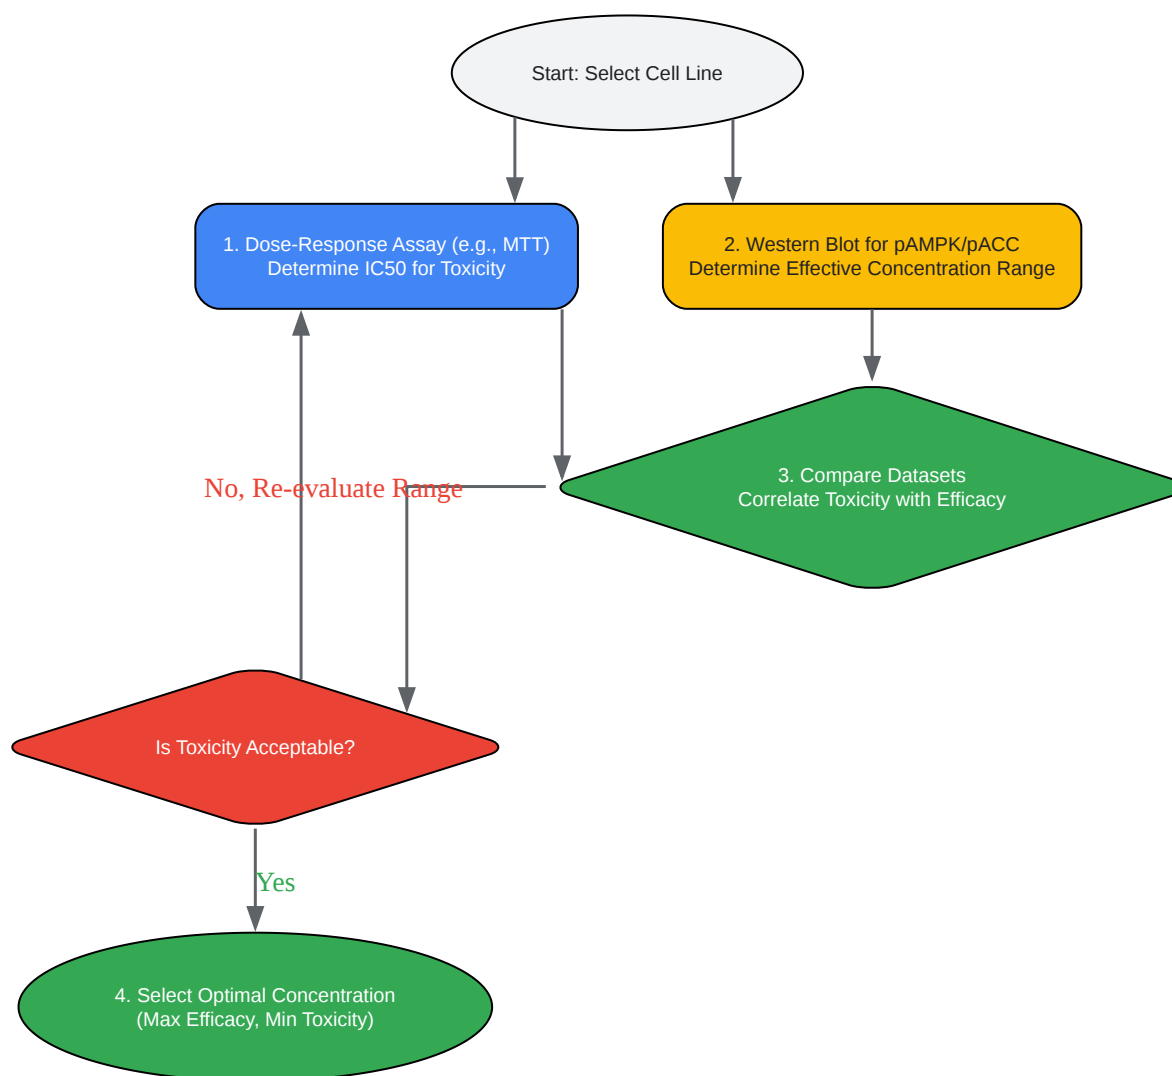 Start: Select Cell Line
1. Dose-Response Assay (e.g., MTT)
Determine IC50 for Toxicity
2. Western Blot for pAMPK/pACC
Determine Effective Concentration Range
3. Compare Datasets
Correlate Toxicity with Efficacy
No, Re-evaluate Range
Is Toxicity Acceptable?
Yes
4. Select Optimal Concentration
(Max Efficacy, Min Toxicity)